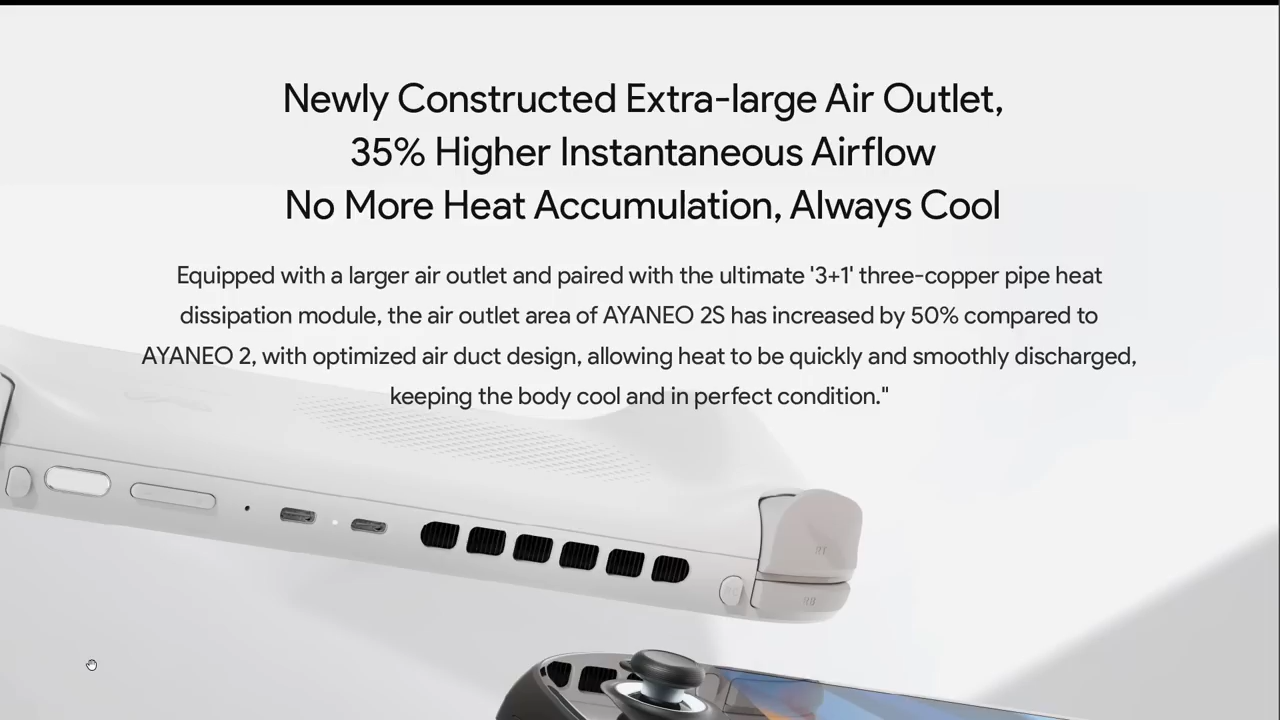 Newly Constructed Extra-large Air Outlet,
35% Higher Instantaneous Airflow
No More Heat Accumulation, Always Cool
Equipped with a larger air outlet and paired with the ultimate '3+1' three-copper pipe heat
dissipation module, the air outlet area of AYANEO 2S has increased by 50% compared to
AYANEO 2, with optimized air duct design, allowing heat to be quickly and smoothly discharged,
keeping the body cool and in perfect condition."
RT
RB